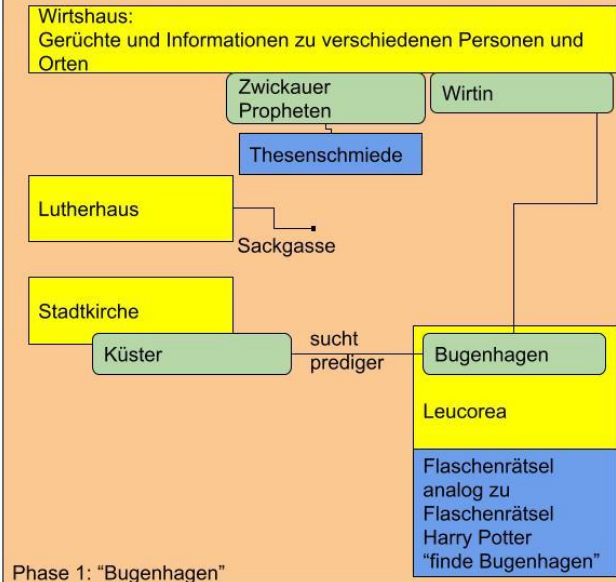 Wirtshaus:
Gerüchte und Informationen zu verschiedenen Personen und
Orten
Zwickauer
Propheten
Wirtin
Thesenschmiede
Lutherhaus
Sackgasse
Stadtkirche
Küster
sucht
prediger
Bugenhagen
Leucorea
Flaschenrätsel
analog zu
Flaschenrätsel
Harry Potter
“finde Bugenhagen”
Phase 1: “Bugenhagen”